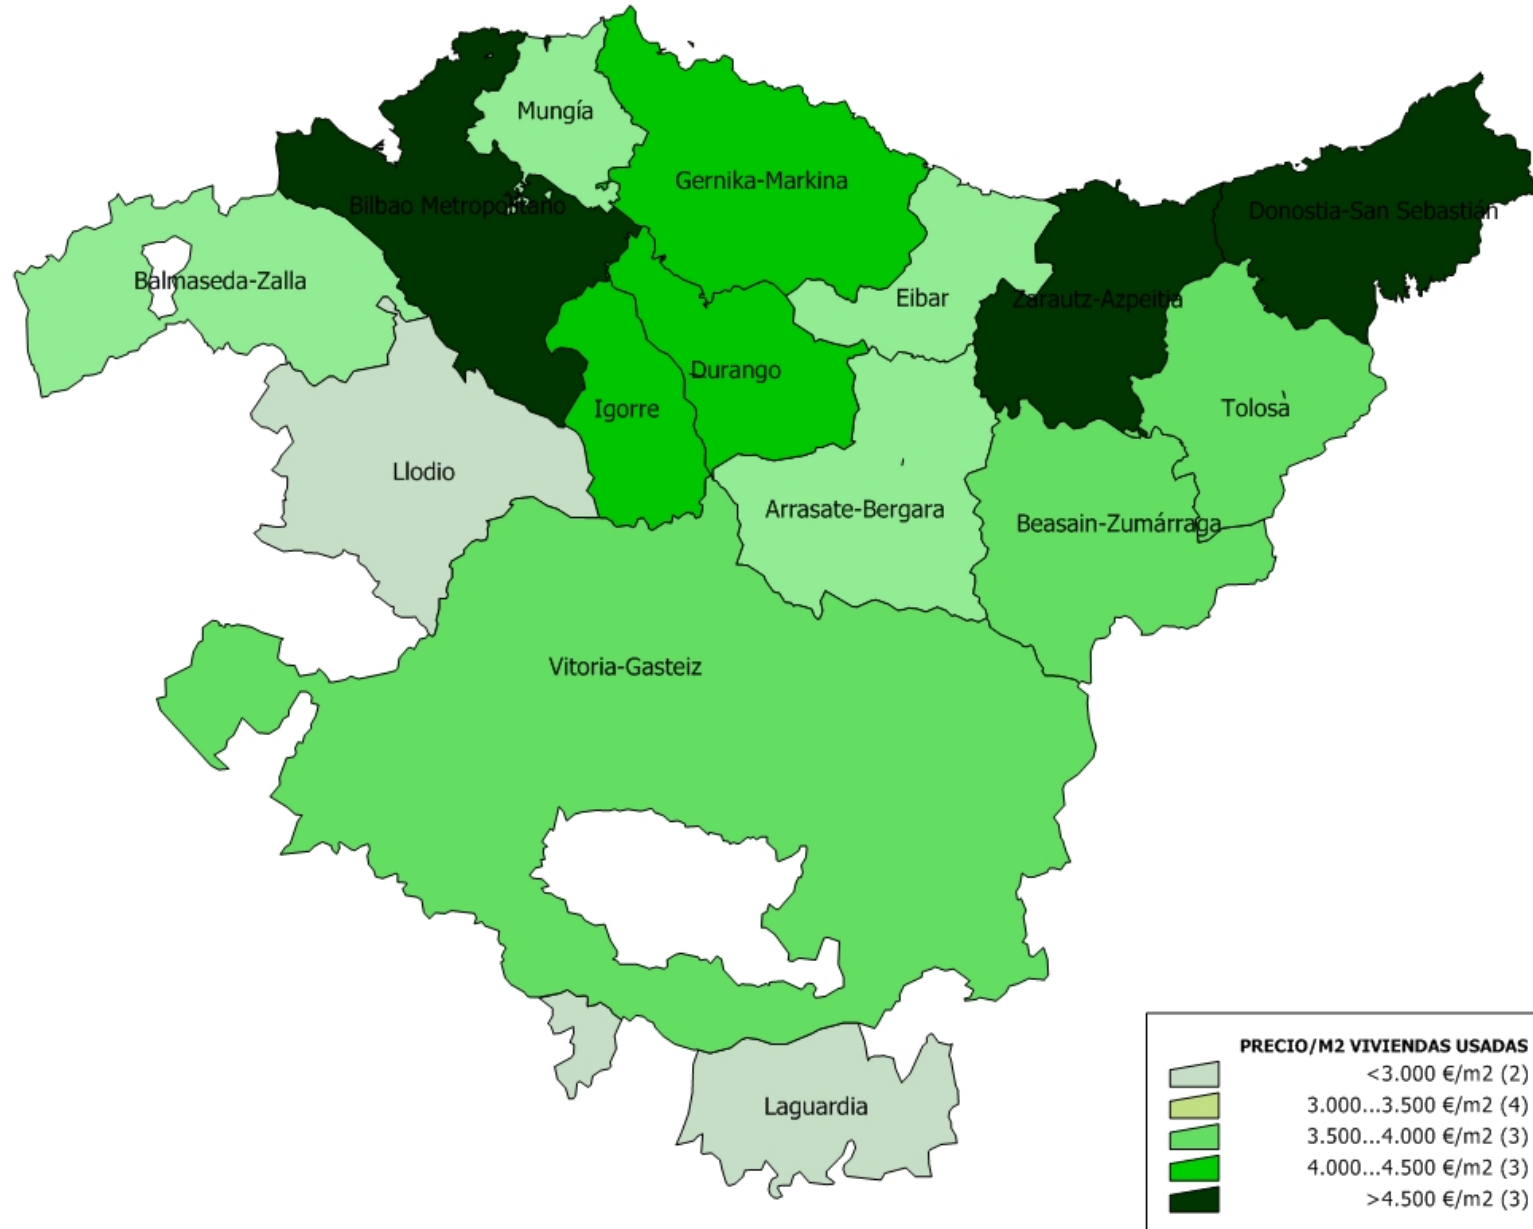 Mungía
Gernika-Markina
Bilbao Metropolitano
Donostia-San Sebastián
Balmaseda-Zalla
Eibar
Zarautz-Azpeitia
Durango
Igorre
Tolosa
Llodio
Arrasate-Bergara
Beasain-Zumárraga
Vitoria-Gasteiz
Laguardia
PRECIO/M2 VIVIENDAS USADAS
<3.000 €/m2 (2)
3.000...3.500 €/m2 (4)
3.500...4.000 €/m2 (3)
4.000...4.500 €/m2 (3)
>4.500 €/m2 (3)